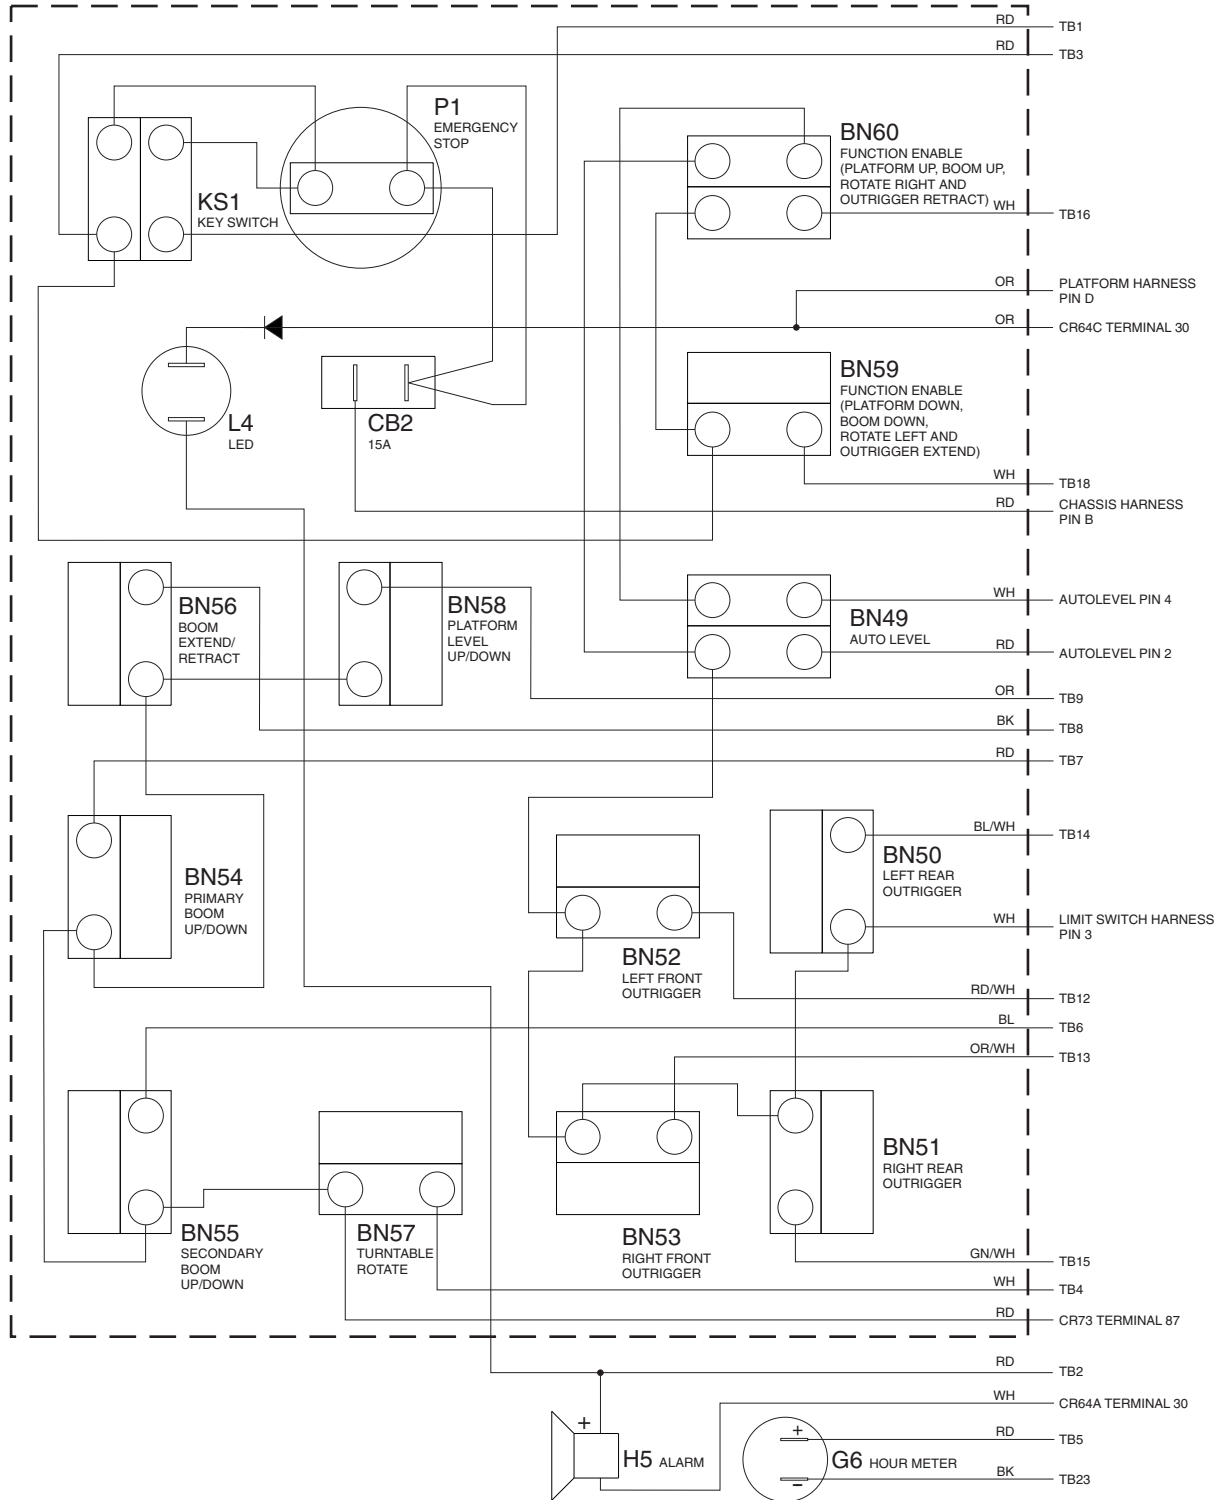 RD TB1
RD TB3
P1
EMERGENCY
STOP
BN60
FUNCTION ENABLE
(PLATFORM UP, BOOM UP,
ROTATE RIGHT AND
OUTRIGGER RETRACT)
WH TB16
KS1
KEY SWITCH
OR PLATFORM HARNESS
PIN D
OR CR64C TERMINAL 30
BN59
FUNCTION ENABLE
(PLATFORM DOWN,
BOOM DOWN,
ROTATE LEFT AND
OUTRIGGER EXTEND)
L4
LED
CB2
15A
WH TB18
RD CHASSIS HARNESS
PIN B
BN56
BOOM
EXTEND/
RETRACT
BN58
PLATFORM
LEVEL
UP/DOWN
WH AUTOLEVEL PIN 4
BN49
AUTO LEVEL
RD AUTOLEVEL PIN 2
OR TB9
BK TB8
RD TB7
BL/WH TB14
BN50
LEFT REAR
OUTRIGGER
BN54
PRIMARY
BOOM
UP/DOWN
WH LIMIT SWITCH HARNESS
PIN 3
BN52
LEFT FRONT
OUTRIGGER
RD/WH TB12
BL TB6
OR/WH TB13
BN51
RIGHT REAR
OUTRIGGER
BN55
SECONDARY
BOOM
UP/DOWN
BN57
TURNTABLE
ROTATE
BN53
RIGHT FRONT
OUTRIGGER
GN/WH TB15
WH TB4
RD CR73 TERMINAL 87
RD TB2
WH CR64A TERMINAL 30
+
H5 ALARM
+
–
G6 HOUR METER
RD TB5
BK TB23